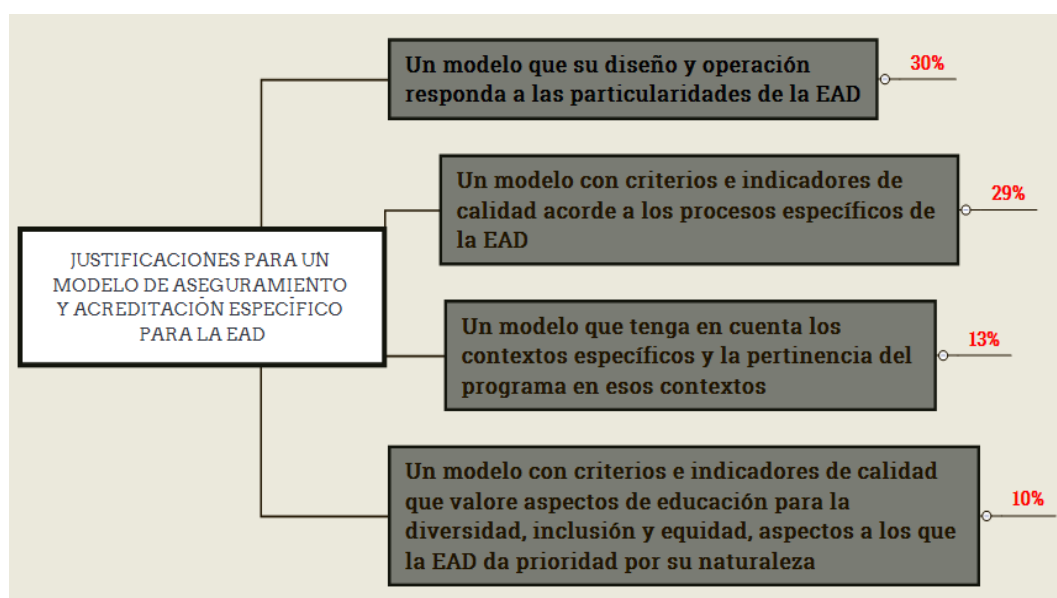 Un modelo que su diseño y operación
responda a las particularidades de la EAD
30%
Un modelo con criterios e indicadores de
calidad acorde a los procesos específicos de
la EAD
29%
JUSTIFICACIONES PARA UN
MODELO DE ASEGURAMIENTO
Y ACREDITACIÓN ESPECÍFICO
PARA LA EAD
Un modelo que tenga en cuenta los
contextos específicos y la pertinencia del
programa en esos contextos
13%
Un modelo con criterios e indicadores de calidad
que valore aspectos de educación para la
diversidad, inclusión y equidad, aspectos a los que
la EAD da prioridad por su naturaleza
10%